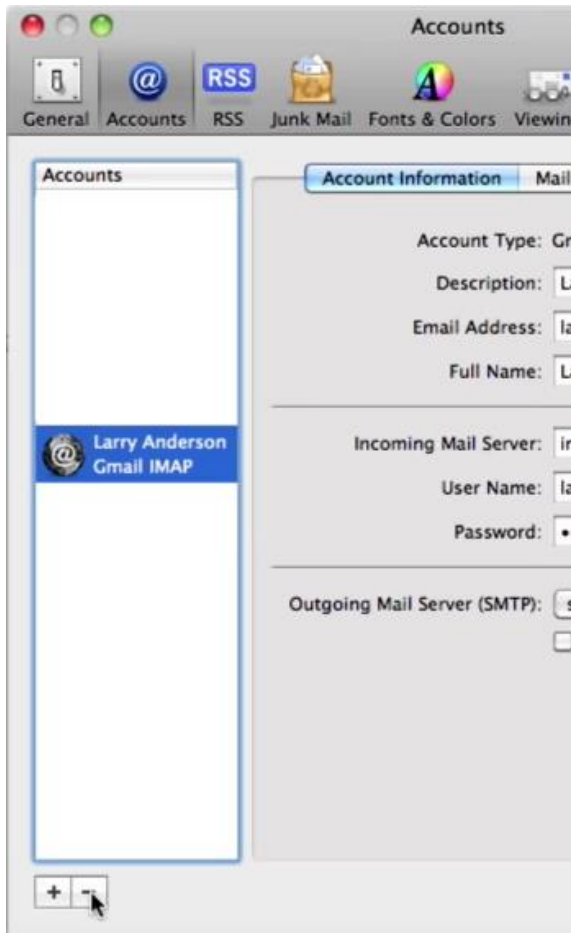 Accounts
RSS
General Accounts RSS Junk Mail Fonts & Colors
Accounts
Account Information Mail
Account Type:
Description:
Email Address:
Full Name:
Larry Anderson
Gmail IMAP
Incoming Mail Server:
User Name:
Password:
Outgoing Mail Server (SMTP):